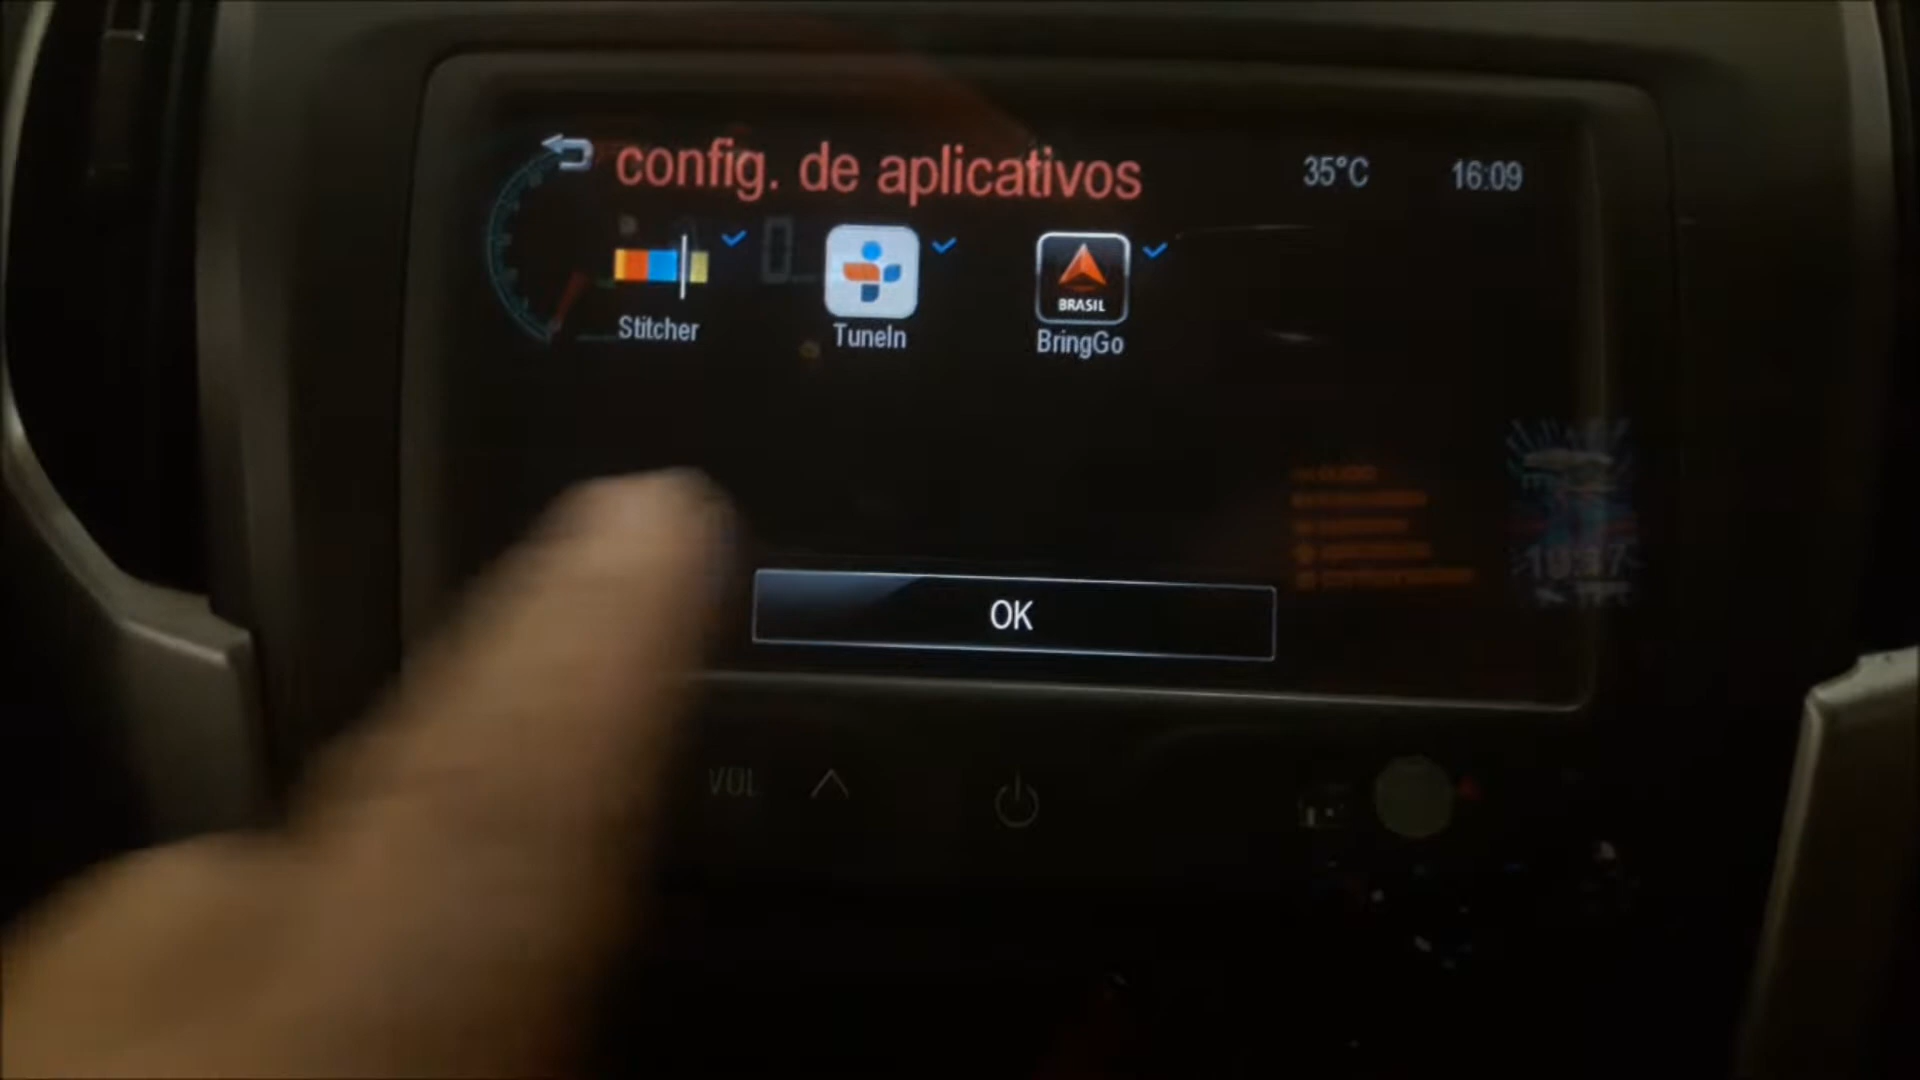 config. de aplicativos
35°C
16:09
BRASIL
Stitcher
TuneIn
BringGo
OK
VOL